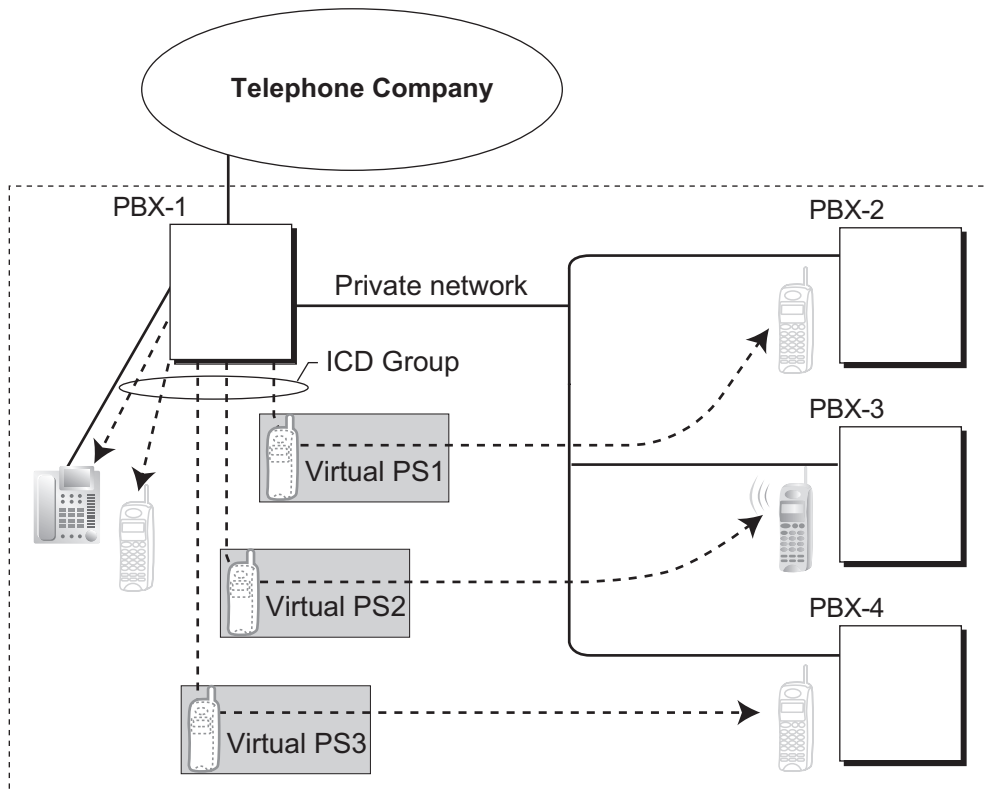 Telephone Company
PBX-1
PBX-2
Private network
ICD Group
PBX-3
Virtual PS1
Virtual PS2
PBX-4
Virtual PS3